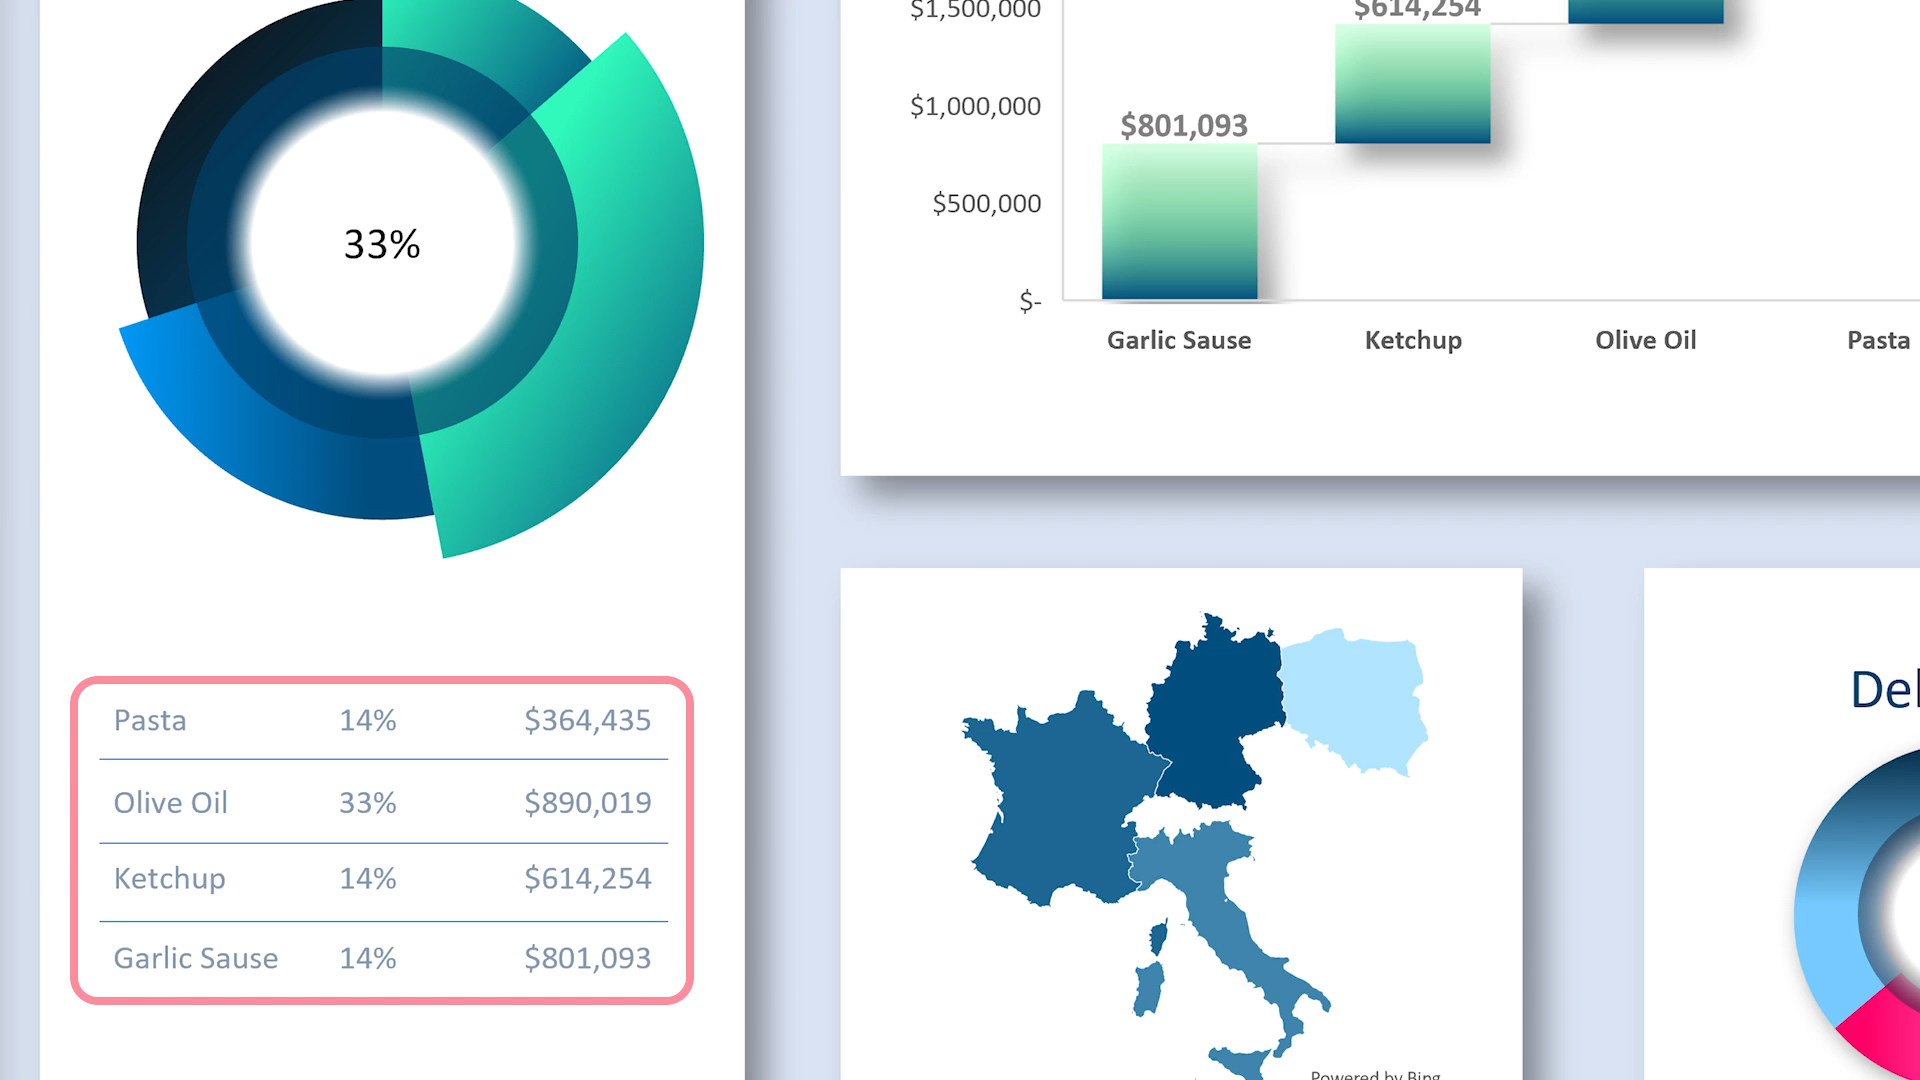 33%
Pasta 14% $364,435
Olive Oil 33% $890,019
Ketchup 14% $614,254
Garlic Sause 14% $801,093
$1,500,000
$1,000,000
$500,000
$-
$801,093
$614,254
Garlic Sause Ketchup Olive Oil Pasta
Powered by Bing
Del